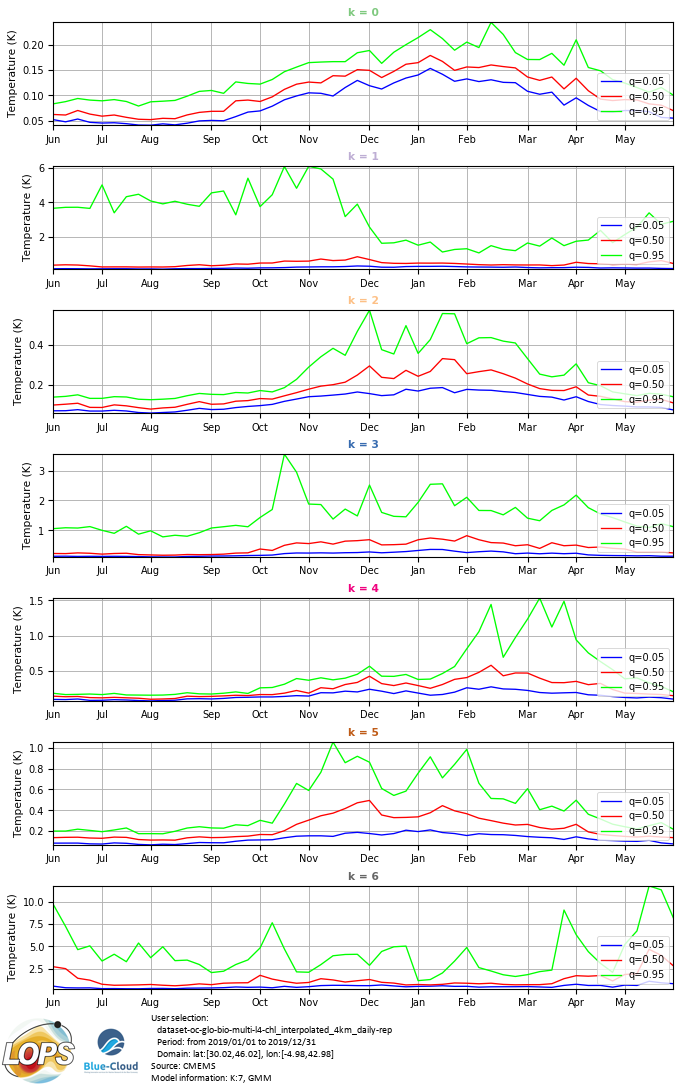 k = 0
Temperature (K)
0.20
0.15
0.10
0.05
q=0.05
q=0.50
q=0.95
Jun Jul Aug Sep Oct Nov Dec Jan Feb Mar Apr May
k = 1
Temperature (K)
6
4
2
q=0.05
q=0.50
q=0.95
Jun Jul Aug Sep Oct Nov Dec Jan Feb Mar Apr May
k = 2
Temperature (K)
0.4
0.2
q=0.05
q=0.50
q=0.95
Jun Jul Aug Sep Oct Nov Dec Jan Feb Mar Apr May
k = 3
Temperature (K)
3
2
1
q=0.05
q=0.50
q=0.95
Jun Jul Aug Sep Oct Nov Dec Jan Feb Mar Apr May
k = 4
Temperature (K)
1.5
1.0
0.5
q=0.05
q=0.50
q=0.95
Jun Jul Aug Sep Oct Nov Dec Jan Feb Mar Apr May
k = 5
Temperature (K)
1.0
0.8
0.6
0.4
0.2
q=0.05
q=0.50
q=0.95
Jun Jul Aug Sep Oct Nov Dec Jan Feb Mar Apr May
k = 6
Temperature (K)
10.0
7.5
5.0
2.5
q=0.05
q=0.50
q=0.95
Jun Jul Aug Sep Oct Nov Dec Jan Feb Mar Apr May
LOPS
Blue-Cloud
User selection:
dataset-oc-glo-bio-multi-l4-chl_interpolated_4km_daily-rep
Period: from 2019/01/01 to 2019/12/31
Domain: lat:[30.02,46.02], lon:[-4.98,42.98]
Source: CMEMS
Model information: K:7, GMM